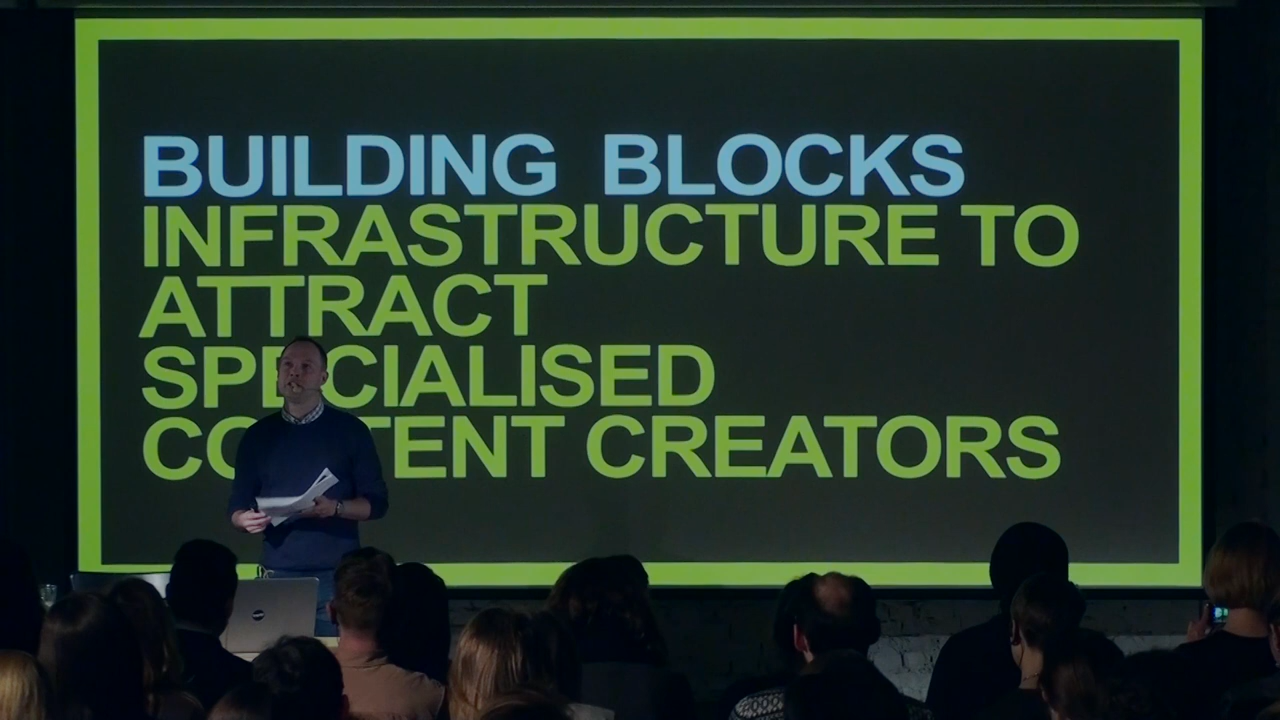 BUILDING BLOCKS
INFRASTRUCTURE TO
ATTRACT
SPECIALISED
CONTENT CREATORS